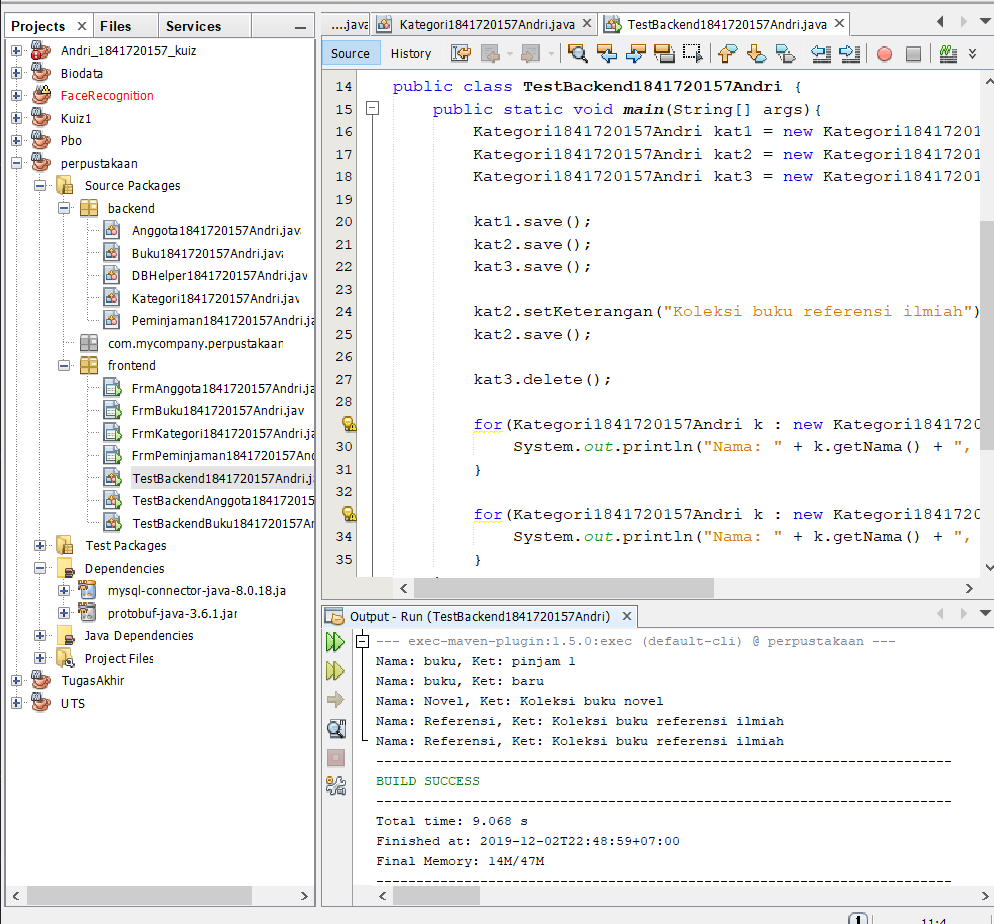 Projects
Files
Services
Andri_1841720157_kuiz
Biodata
FaceRecognition
Kuiz1
Pbo
perpustakaan
Source Packages
backend
Anggota1841720157Andri.java
Buku1841720157Andri.java
DBHelper1841720157Andri.jav
Kategori1841720157Andri.jav
Peminjaman1841720157Andri.ja
com.mycompany.perpustakaan
frontend
FrmAnggota1841720157Andri.ja
FrmBuku1841720157Andri.jav
FrmKategori1841720157Andri.ja
FrmPeminjaman1841720157And
TestBackend1841720157Andri.j
TestBackendAnggota184172015
TestBackendBuku1841720157Ar
Test Packages
Dependencies
mysql-connector-java-8.0.18.ja
protobuf-java-3.6.1.jar
Java Dependencies
Project Files
TugasAkhir
UTS
....java
Kategori1841720157Andri.java
TestBackend1841720157Andri.java
Source
History
14 public class TestBackend1841720157Andri {
15 public static void main(String[] args){
16 Kategori1841720157Andri kat1 = new Kategori18417201
17 Kategori1841720157Andri kat2 = new Kategori18417201
18 Kategori1841720157Andri kat3 = new Kategori18417201
19
20 kat1.save();
21 kat2.save();
22 kat3.save();
23
24 kat2.setKeterangan("Koleksi buku referensi ilmiah")
25 kat2.save();
26
27 kat3.delete();
28
for(Kategori1841720157Andri k : new Kategori1841720
30 System.out.println("Nama: " + k.getNama() + ",
31 }
32
for(Kategori1841720157Andri k : new Kategori1841720
34 System.out.println("Nama: " + k.getNama() + ",
35 }
Output - Run (TestBackend1841720157Andri)
--- exec-maven-plugin:1.5.0:exec (default-cli) @ perpustakaan ---
Nama: buku, Ket: pinjam 1
Nama: buku, Ket: baru
Nama: Novel, Ket: Koleksi buku novel
Nama: Referensi, Ket: Koleksi buku referensi ilmiah
Nama: Referensi, Ket: Koleksi buku referensi ilmiah
------------------------------------------------------------------------
BUILD SUCCESS
------------------------------------------------------------------------
Total time: 9.068 s
Finished at: 2019-12-02T22:48:59+07:00
Final Memory: 14M/47M
------------------------------------------------------------------------
1
11:4